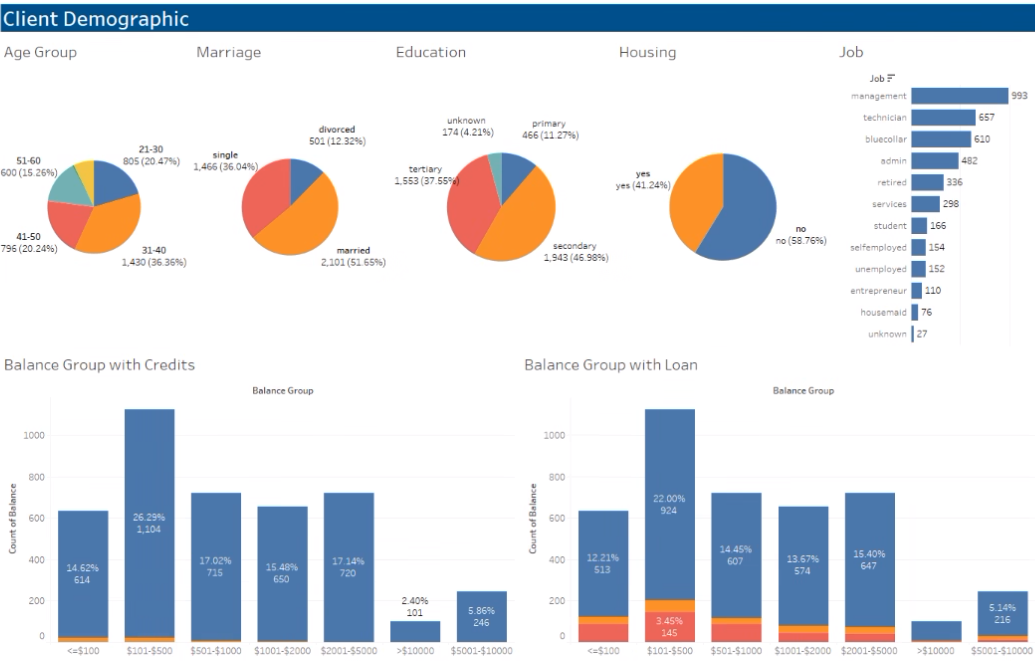 Client Demographic
Age Group
Marriage
Education
Housing
Job
21-30
805 (20.47%)
31-40
1,430 (36.36%)
41-50
796 (20.24%)
51-60
600 (15.26%)
divorced
501 (12.32%)
married
2,101 (51.65%)
single
1,466 (36.04%)
primary
466 (11.27%)
secondary
1,943 (46.98%)
tertiary
1,553 (37.55%)
unknown
174 (4.21%)
yes
yes (41.24%)
no
no (58.76%)
Job
management 993
technician 657
bluecollar 610
admin 482
retired 336
services 298
student 166
selfemployed 154
unemployed 152
entrepreneur 110
housemaid 76
unknown 27
Balance Group with Credits
Balance Group
Count of Balance
1000
800
600
400
200
0
14.62%
614
26.29%
1,104
17.02%
715
15.48%
650
17.14%
720
2.40%
101
5.86%
246
<=$100 $101-$500 $501-$1000 $1001-$2000 $2001-$5000 >$10000 $5001-$10000
Balance Group with Loan
Balance Group
Count of Balance
1000
800
600
400
200
0
12.21%
513
22.00%
924
3.45%
145
14.45%
607
13.67%
574
15.40%
647
5.14%
216
<=$100 $101-$500 $501-$1000 $1001-$2000 $2001-$5000 >$10000 $5001-$10000